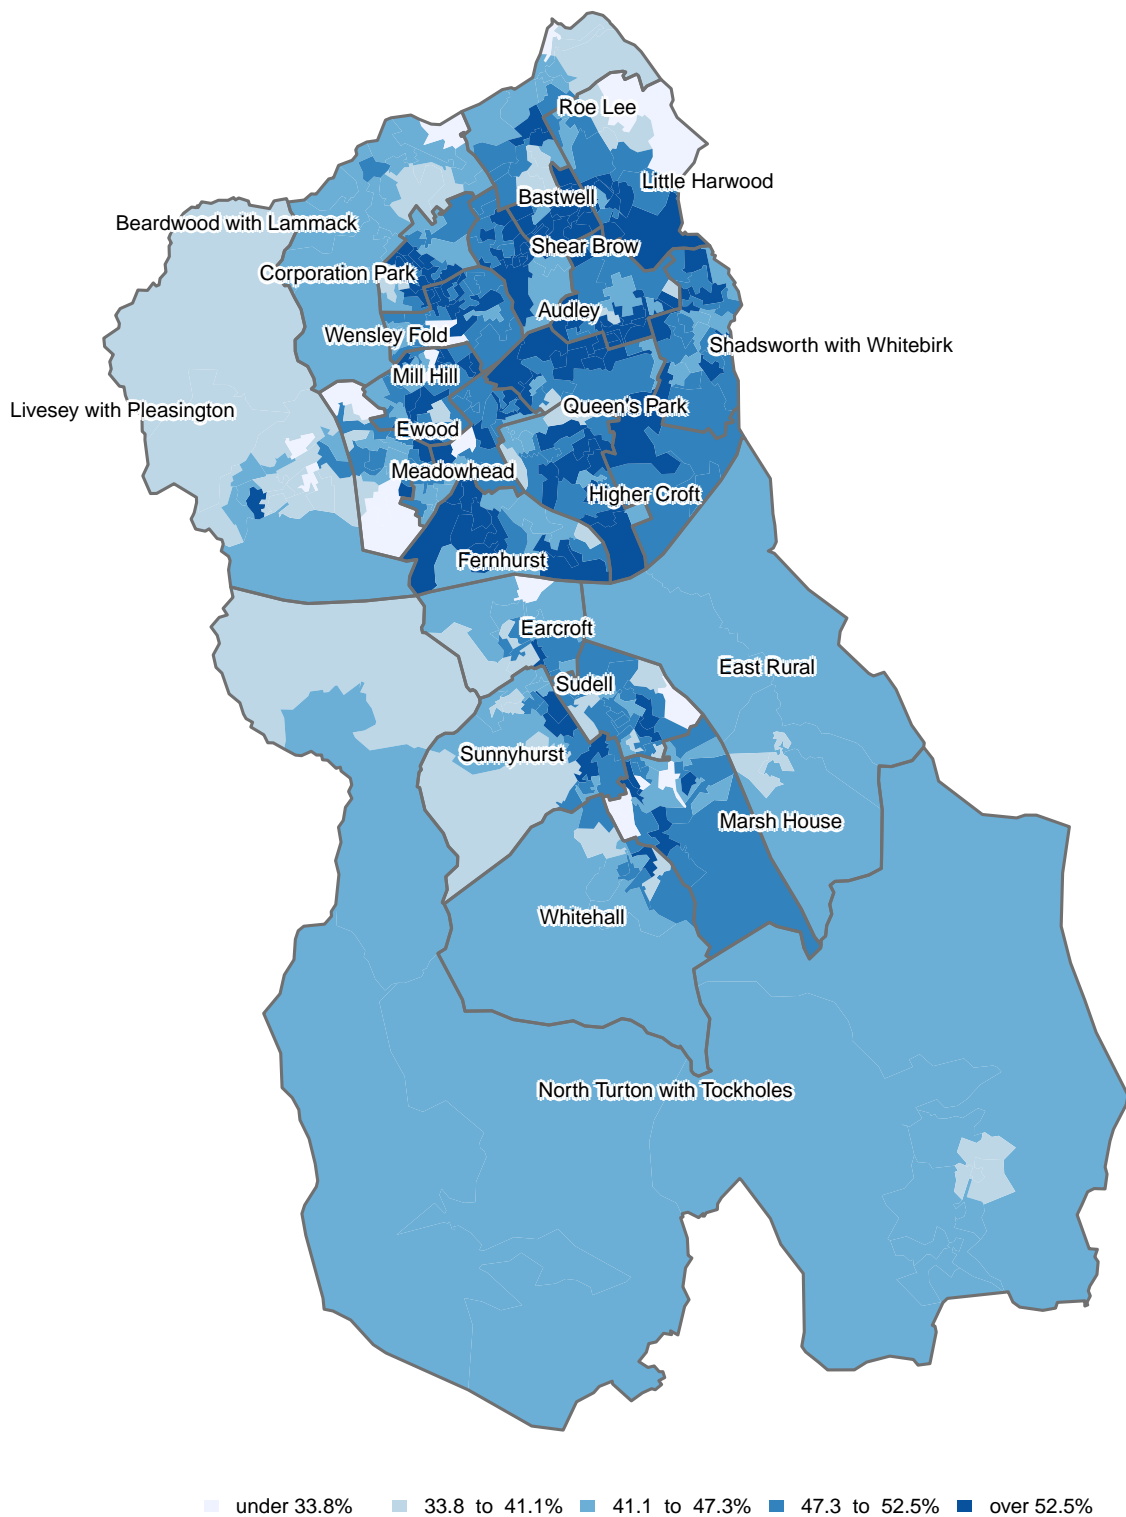 Roe Lee
Little Harwood
Bastwell
Beardwood with Lammack
Shear Brow
Corporation Park
Audley
Wensley Fold
Shadsworth with Whitebirk
Mill Hill
Queen's Park
Livesey with Pleasington
Ewood
Meadowhead
Higher Croft
Fernhurst
Earcroft
East Rural
Sudell
Sunnyhurst
Marsh House
Whitehall
North Turton with Tockholes
under 33.8% 33.8 to 41.1% 41.1 to 47.3% 47.3 to 52.5% over 52.5%